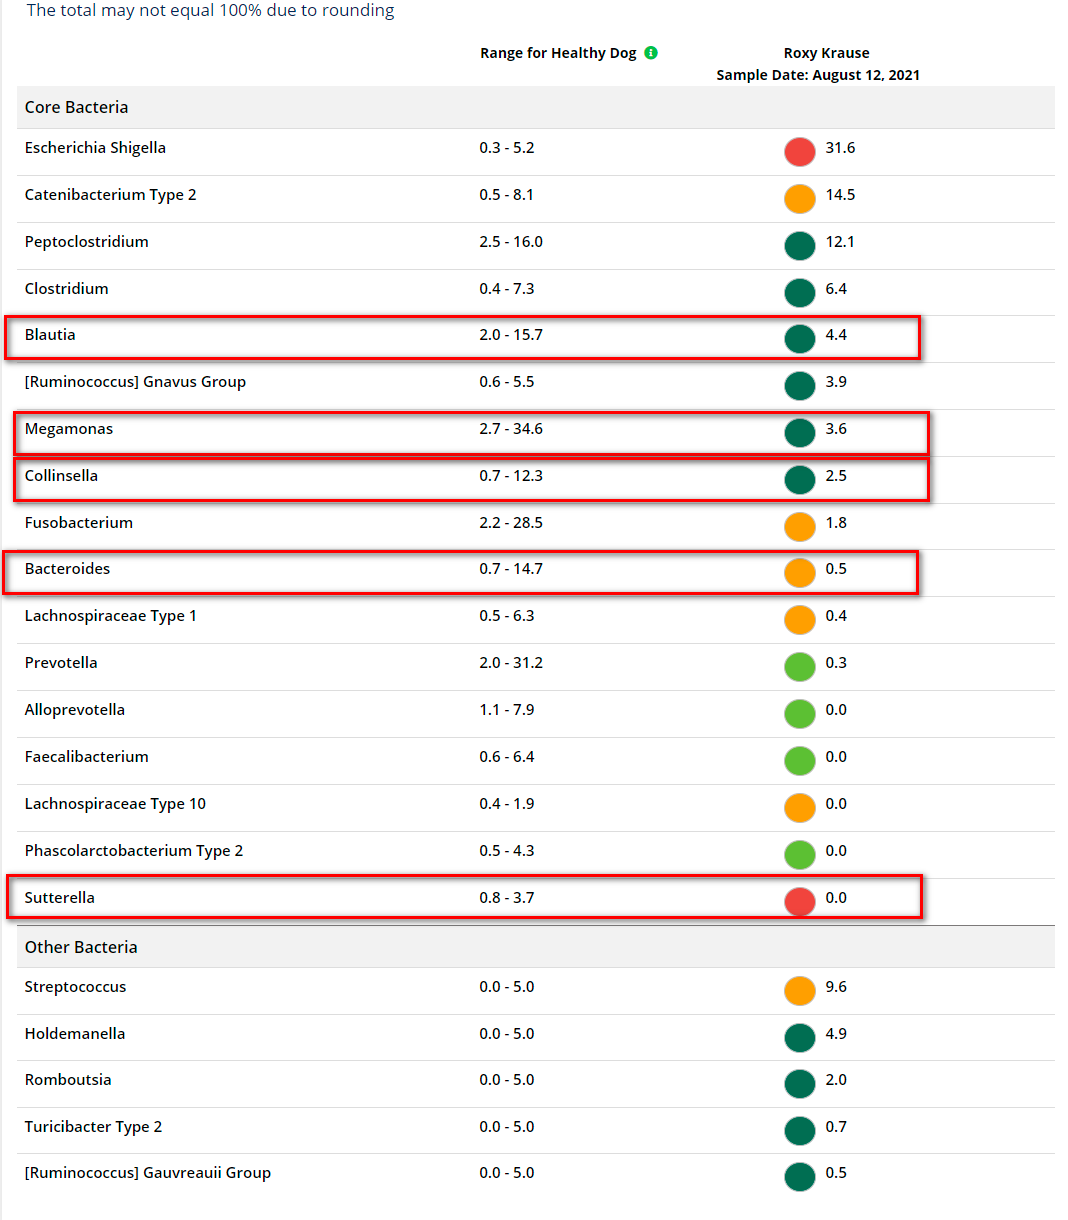 The total may not equal 100% due to rounding
Range for Healthy Dog Roxy Krause
Sample Date: August 12, 2021
Core Bacteria
Escherichia Shigella 0.3 - 5.2 31.6
Catenibacterium Type 2 0.5 - 8.1 14.5
Peptoclostridium 2.5 - 16.0 12.1
Clostridium 0.4 - 7.3 6.4
Blautia 2.0 - 15.7 4.4
[Ruminococcus] Gnavus Group 0.6 - 5.5 3.9
Megamonas 2.7 - 34.6 3.6
Collinsella 0.7 - 12.3 2.5
Fusobacterium 2.2 - 28.5 1.8
Bacteroides 0.7 - 14.7 0.5
Lachnospiraceae Type 1 0.5 - 6.3 0.4
Prevotella 2.0 - 31.2 0.3
Alloprevotella 1.1 - 7.9 0.0
Faecalibacterium 0.6 - 6.4 0.0
Lachnospiraceae Type 10 0.4 - 1.9 0.0
Phascolarctobacterium Type 2 0.5 - 4.3 0.0
Sutterella 0.8 - 3.7 0.0
Other Bacteria
Streptococcus 0.0 - 5.0 9.6
Holdemanella 0.0 - 5.0 4.9
Romboutsia 0.0 - 5.0 2.0
Turicibacter Type 2 0.0 - 5.0 0.7
[Ruminococcus] Gauvreauii Group 0.0 - 5.0 0.5